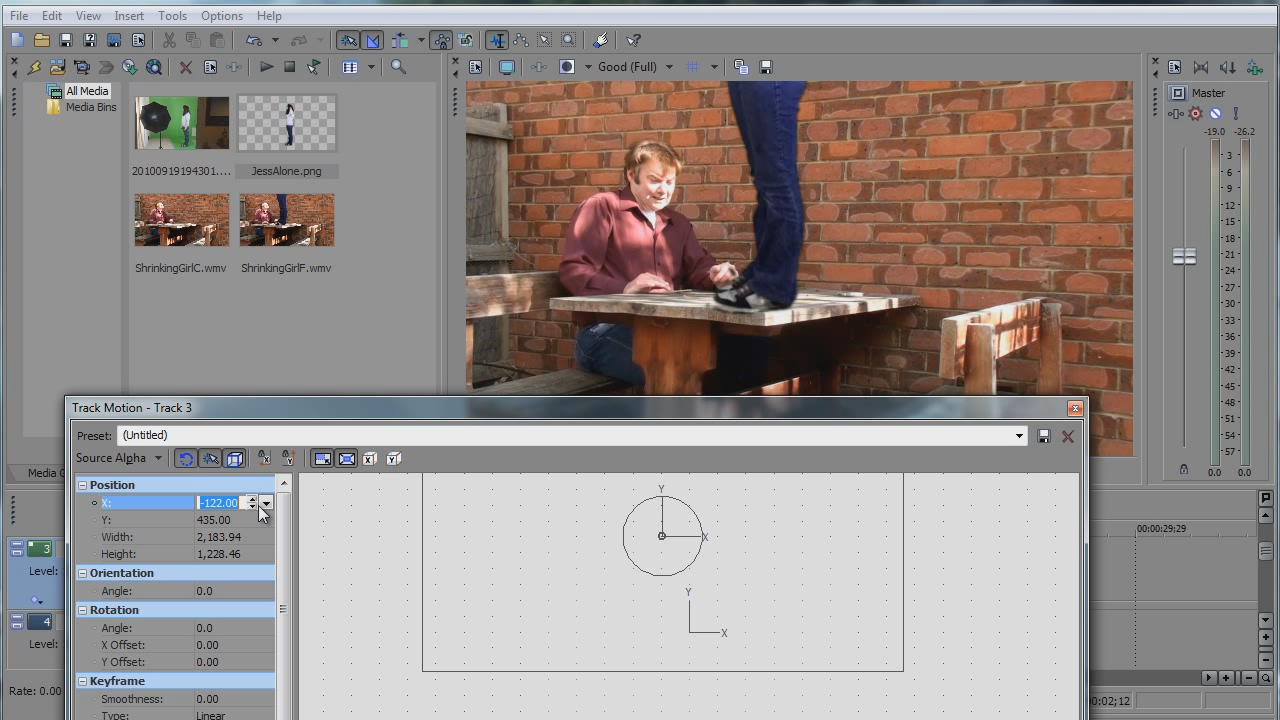 File Edit View Insert Tools Options Help
Good (Full)
All Media
Media Bins
20100919194301....
JessAlone.png
ShrinkingGirlC.wmv
ShrinkingGirlF.wmv
Master
-19.0 -26.2
3
6
9
12
15
18
21
24
27
30
33
36
39
42
45
48
51
54
57
0.0 0.0
Media G
Track Motion - Track 3
Preset: (Untitled)
Source Alpha
Position
X: -122.00
Y: 435.00
Width: 2,183.94
Height: 1,228.46
Orientation
Angle: 0.0
Rotation
Angle: 0.0
X Offset: 0.00
Y Offset: 0.00
Keyframe
Smoothness: 0.00
Type: Linear
Y
X
Y
X
3
Level:
4
Level:
Rate: 0.00
00:00:29:29
0:02;12